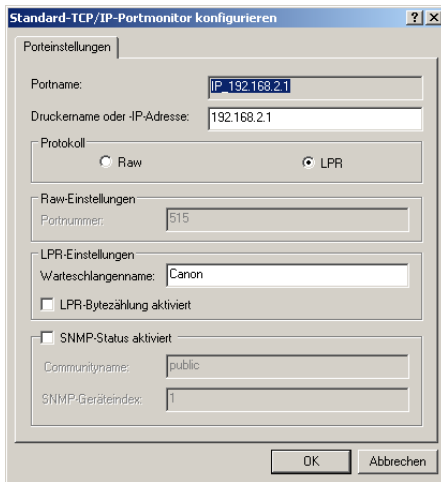 Standard-TCP/IP-Portmonitor konfigurieren
Porteinstellungen
Portname: IP_192.168.2.1
Druckername oder -IP-Adresse: 192.168.2.1
Protokoll
Raw LPR
Raw-Einstellungen
Portnummer: 515
LPR-Einstellungen
Warteschlangenname: Canon
LPR-Bytezählung aktiviert
SNMP-Status aktiviert
Communityname: public
SNMP-Geräteindex: 1
OK Abbrechen